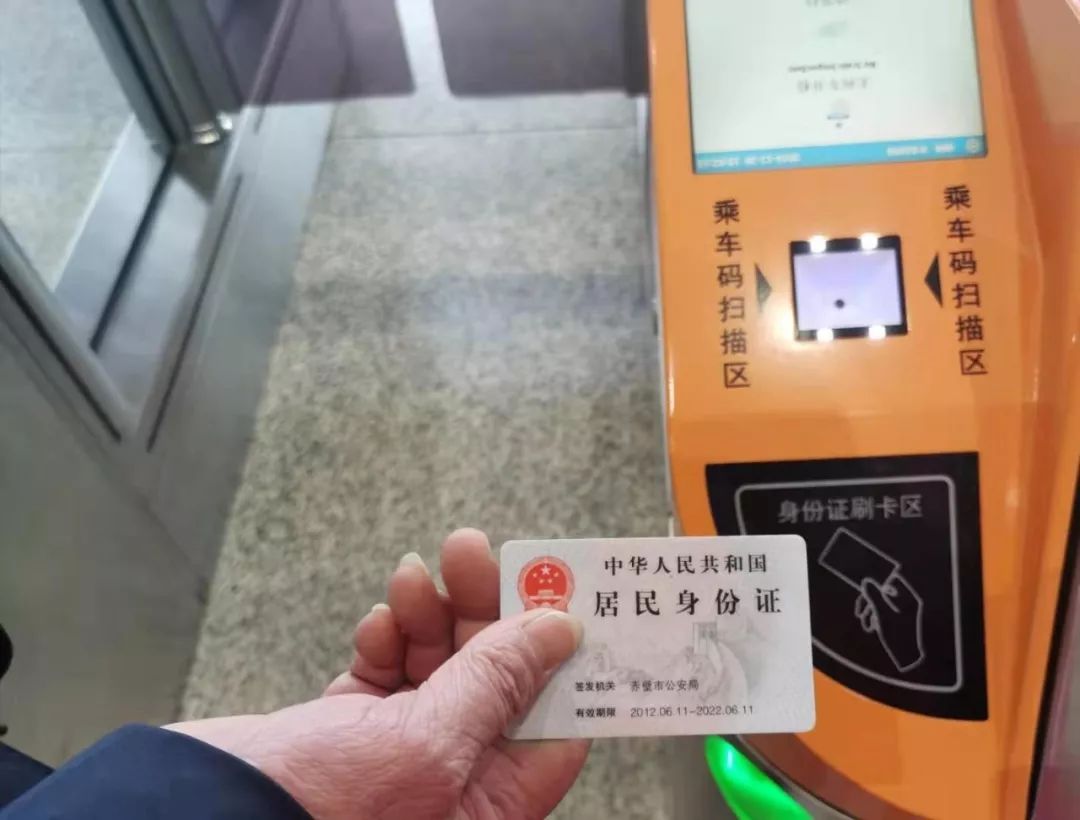 乘车码扫描区
乘车码扫描区
身份证刷卡区
中华人民共和国
居民身份证
签发机关 赤壁市公安局
有效期限 2012.06.11-2022.06.11